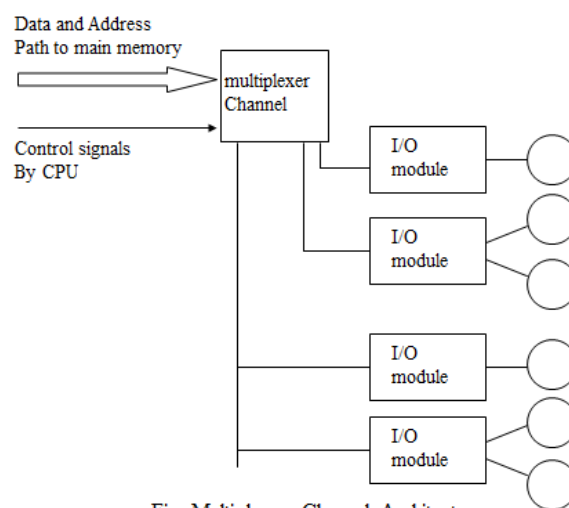 Data and Address
Path to main memory
multiplexer
Channel
Control signals
By CPU
I/O
module
I/O
module
I/O
module
I/O
module